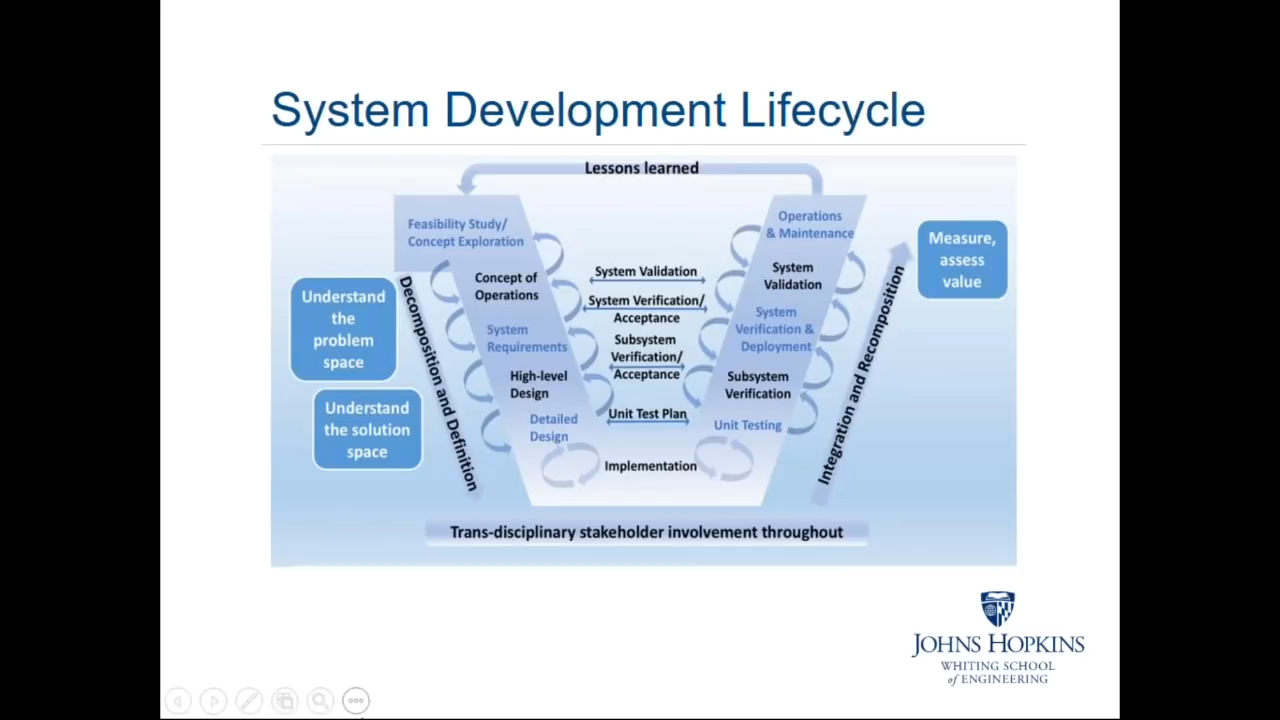 System Development Lifecycle
Lessons learned
Feasibility Study/
Concept Exploration
Concept of
Operations
System
Requirements
High-level
Design
Detailed
Design
Decomposition and Definition
Understand
the
problem
space
Understand
the solution
space
System Validation
System Verification/
Acceptance
Subsystem
Verification/
Acceptance
Unit Test Plan
Implementation
Operations
& Maintenance
System
Validation
System
Verification &
Deployment
Subsystem
Verification
Unit Testing
Integration and Recomposition
Measure,
assess
value
Trans-disciplinary stakeholder involvement throughout
JOHNS HOPKINS
WHITING SCHOOL
of ENGINEERING